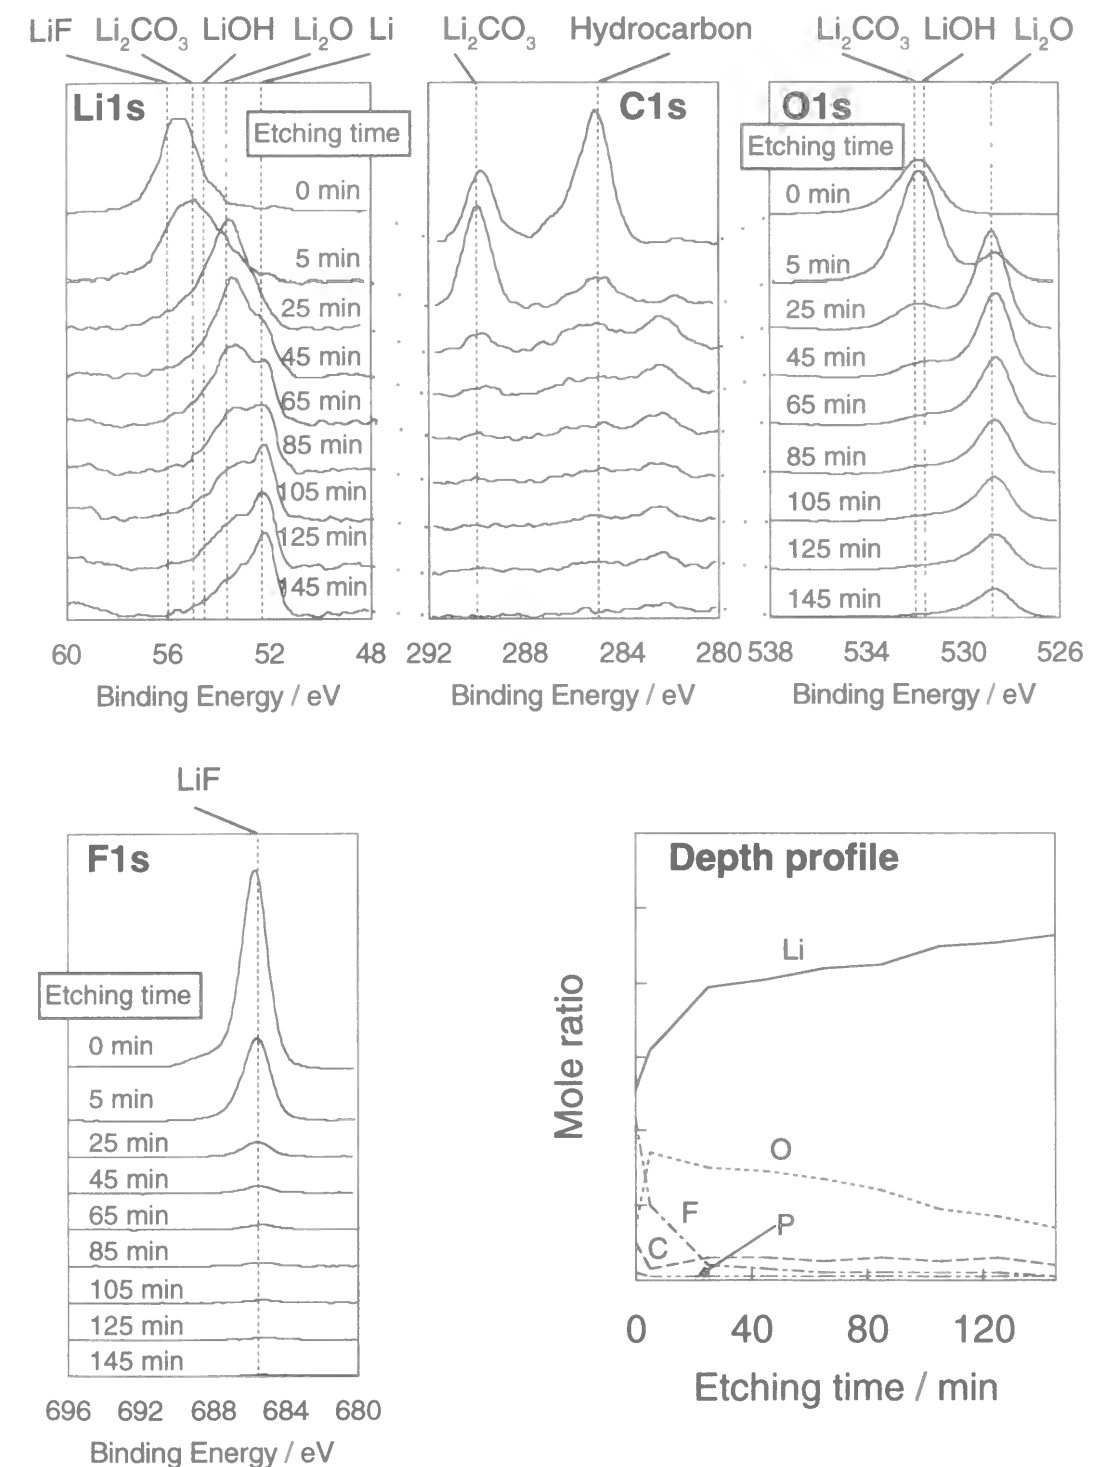 LiF Li₂CO₃ LiOH Li₂O Li
Li1s
Etching time
0 min
5 min
25 min
45 min
65 min
85 min
105 min
125 min
145 min
60 56 52 48
Binding Energy / eV
Li₂CO₃ Hydrocarbon
C1s
292 288 284 280
Binding Energy / eV
Li₂CO₃ LiOH Li₂O
O1s
Etching time
0 min
5 min
25 min
45 min
65 min
85 min
105 min
125 min
145 min
538 534 530 526
Binding Energy / eV
LiF
F1s
Etching time
0 min
5 min
25 min
45 min
65 min
85 min
105 min
125 min
145 min
696 692 688 684 680
Binding Energy / eV
Depth profile
Mole ratio
Li
O
F
P
C
0 40 80 120
Etching time / min